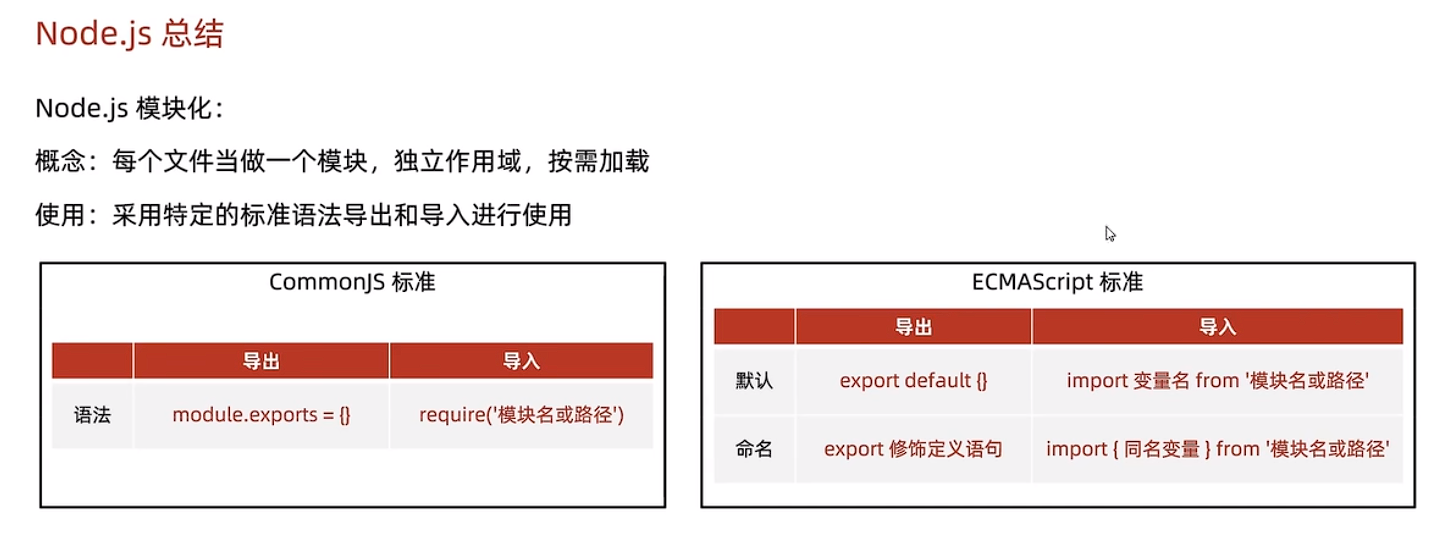 Node.js 总结
Node.js 模块化：
概念：每个文件当做一个模块，独立作用域，按需加载
使用：采用特定的标准语法导出和导入进行使用
CommonJS 标准
导出 导入
语法 module.exports = {} require('模块名或路径')
ECMAScript 标准
导出 导入
默认 export default {} import 变量名 from '模块名或路径'
命名 export 修饰定义语句 import { 同名变量 } from '模块名或路径'